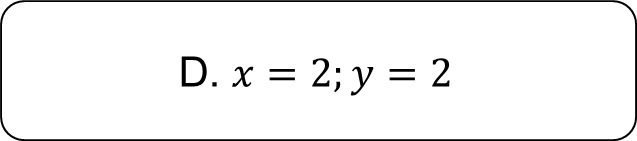 D. x = 2; y = 2